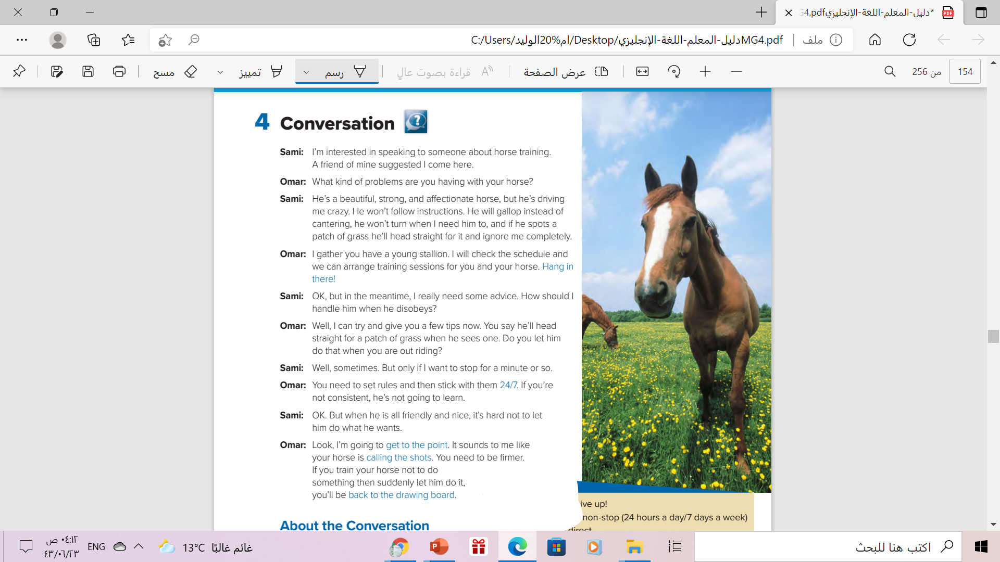 *دليل-المعلم-اللغة-الإنجليزيMG4.pdf
ملف
C:/Users/ام%20الوليد/Desktop/دليل-المعلم-اللغة-الإنجليزيMG4.pdf
154 من 256
عرض الصفحة
قراءة بصوت عالٍ
رسم
تمييز
مسح
4 Conversation
Sami: I'm interested in speaking to someone about horse training.
A friend of mine suggested I come here.
Omar: What kind of problems are you having with your horse?
Sami: He's a beautiful, strong, and affectionate horse, but he's driving
me crazy. He won't follow instructions. He will gallop instead of
cantering, he won't turn when I need him to, and if he spots a
patch of grass he'll head straight for it and ignore me completely.
Omar: I gather you have a young stallion. I will check the schedule and
we can arrange training sessions for you and your horse. Hang in
there!
Sami: OK, but in the meantime, I really need some advice. How should I
handle him when he disobeys?
Omar: Well, I can try and give you a few tips now. You say he'll head
straight for a patch of grass when he sees one. Do you let him
do that when you are out riding?
Sami: Well, sometimes. But only if I want to stop for a minute or so.
Omar: You need to set rules and then stick with them 24/7. If you're
not consistent, he's not going to learn.
Sami: OK. But when he is all friendly and nice, it's hard not to let
him do what he wants.
Omar: Look, I'm going to get to the point. It sounds to me like
your horse is calling the shots. You need to be firmer.
If you train your horse not to do
something then suddenly let him do it,
you'll be back to the drawing board.
About the Conversation
ive up!
non-stop (24 hours a day/7 days a week)
direct
اكتب هنا للبحث
13°C غائم غالبًا
ENG
٠٤:١٢ ص
٤٣/٠٦/٢٣